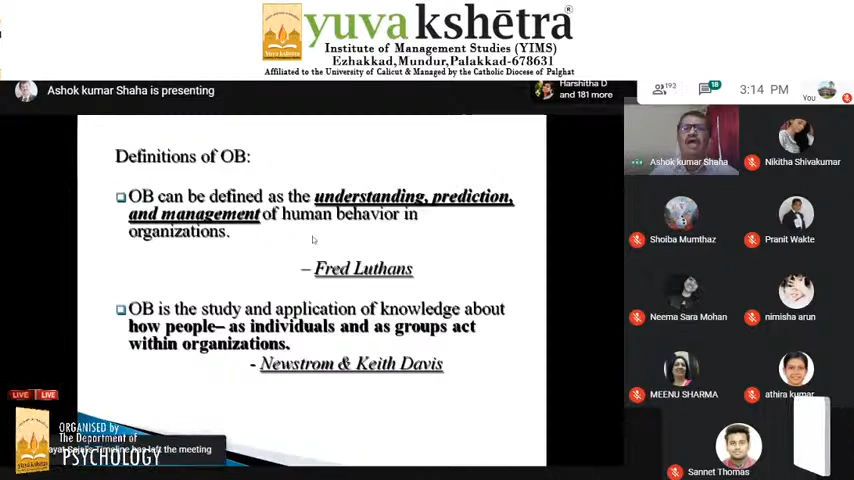 yuvakshētra®
Yuva kshetra
Institute of Management Studies (YIMS)
Ezhakkad,Mundur,Palakkad-678631
Affiliated to the University of Calicut & Managed by the Catholic Diocese of Palghat
Ashok kumar Shaha is presenting
Harshitha D
and 181 more
192
18
3:14 PM
You
Definitions of OB:
OB can be defined as the understanding, prediction,
and management of human behavior in
organizations.
– Fred Luthans
OB is the study and application of knowledge about
how people– as individuals and as groups act
within organizations.
- Newstrom & Keith Davis
Ashok kumar Shaha
Nikitha Shivakumar
Shoiba Mumthaz
Pranit Wakte
Neema Sara Mohan
nimisha arun
MEENU SHARMA
athira kumar
Sannet Thomas
LIVE LIVE
ORGANISED by
The Department of
PSYCHOLOGY
Timeline has left the meeting